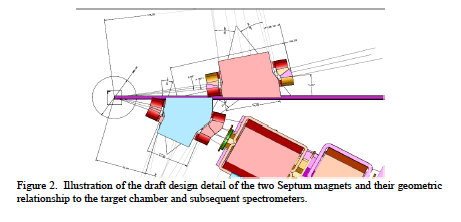 Figure 2. Illustration of the draft design detail of the two Septum magnets and their geometric
relationship to the target chamber and subsequent spectrometers.